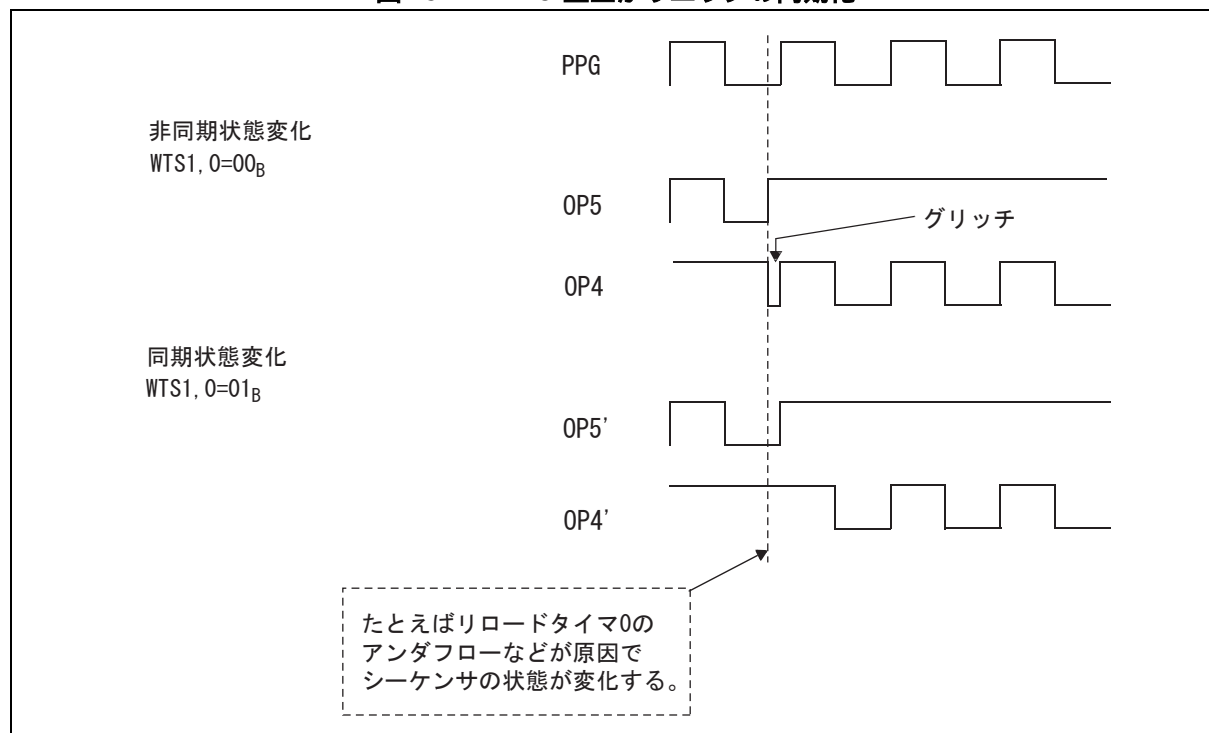 PPG
非同期状態変化
WTS1,0=00B
OP5
グリッチ
OP4
同期状態変化
WTS1,0=01B
OP5'
OP4'
たとえばリロードタイマ0の
アンダフローなどが原因で
シーケンサの状態が変化する。